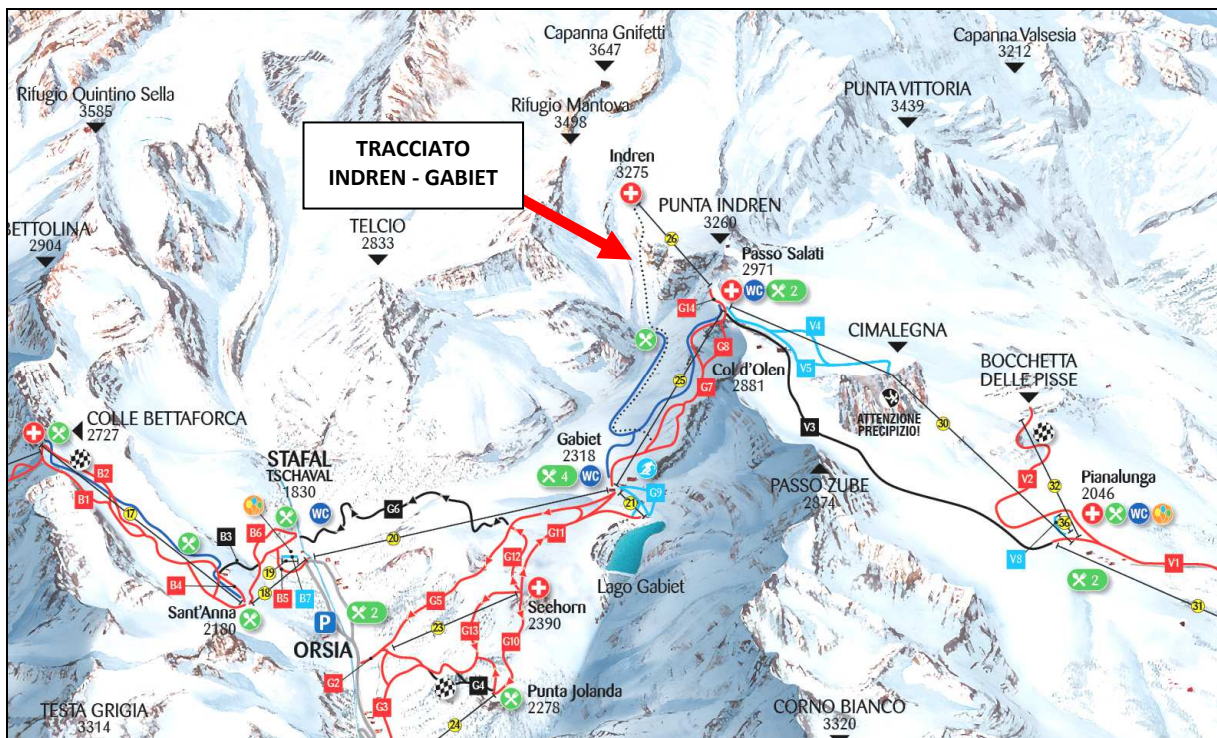 Capanna Gnifetti
3647
Capanna Valsesia
3212
Rifugio Quintino Sella
3585
Rifugio Mantova
3498
PUNTA VITTORIA
3439
TRACCIATO
INDREN - GABIET
Indren
3275
PUNTA INDREN
3260
BETTOLINA
2904
TELCIO
2833
26
Passo Salati
2971
WC
2
G14
V4
CIMALEGNA
G8
V5
BOCCHETTA
DELLE PISSE
25
Col d'Olen
2881
G7
ATTENZIONE
PRECIPIZIO!
COLLE BETTAFORCA
2727
V3
30
Gabiet
2318
4
WC
STAFAL
TSCHAVAL
1830
WC
B2
B1
17
G9
21
PASSO ZUBE
2874
V2
32
Pianalunga
2046
WC
36
G6
B3
B6
20
G11
G12
V8
V1
2
19
18
B4
B5
B7
Lago Gabiet
31
Sant'Anna
2180
P
2
G5
Seehorn
2390
ORSIA
23
G13
G10
G2
G4
Punta Jolanda
2278
G3
24
TESTA GRIGIA
3314
CORNO BIANCO
3320